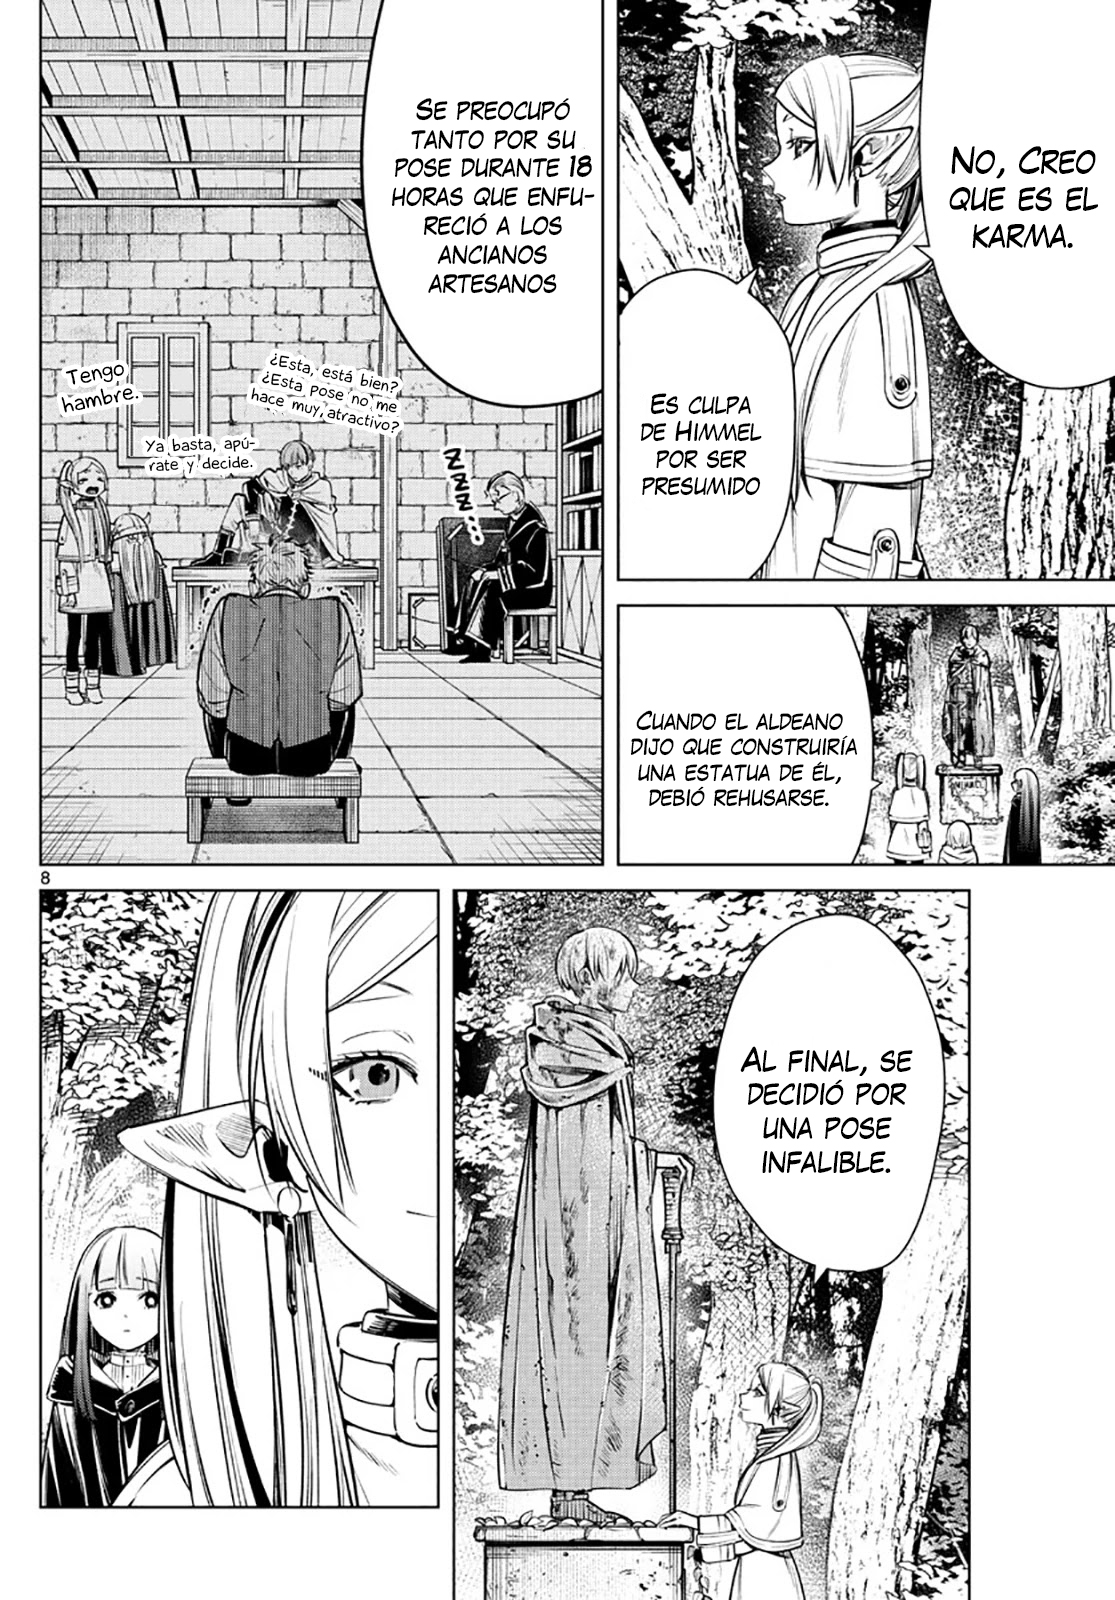 No, Creo
que es el
karma.
Es culpa
de Himmel
por ser
presumido
Cuando el aldeano
dijo que construiría
una estatua de él,
debió rehusarse.
Se preocupó
tanto por su
pose durante 18
horas que enfu-
reció a los
ancianos
artesanos
¿Esta, está bien?
¿Esta pose no me
hace muy atractivo?
Tengo
hambre.
Ya basta, apú-
rate y decide.
ZZZ...
8
Al final, se
decidió por
una pose
infalible.